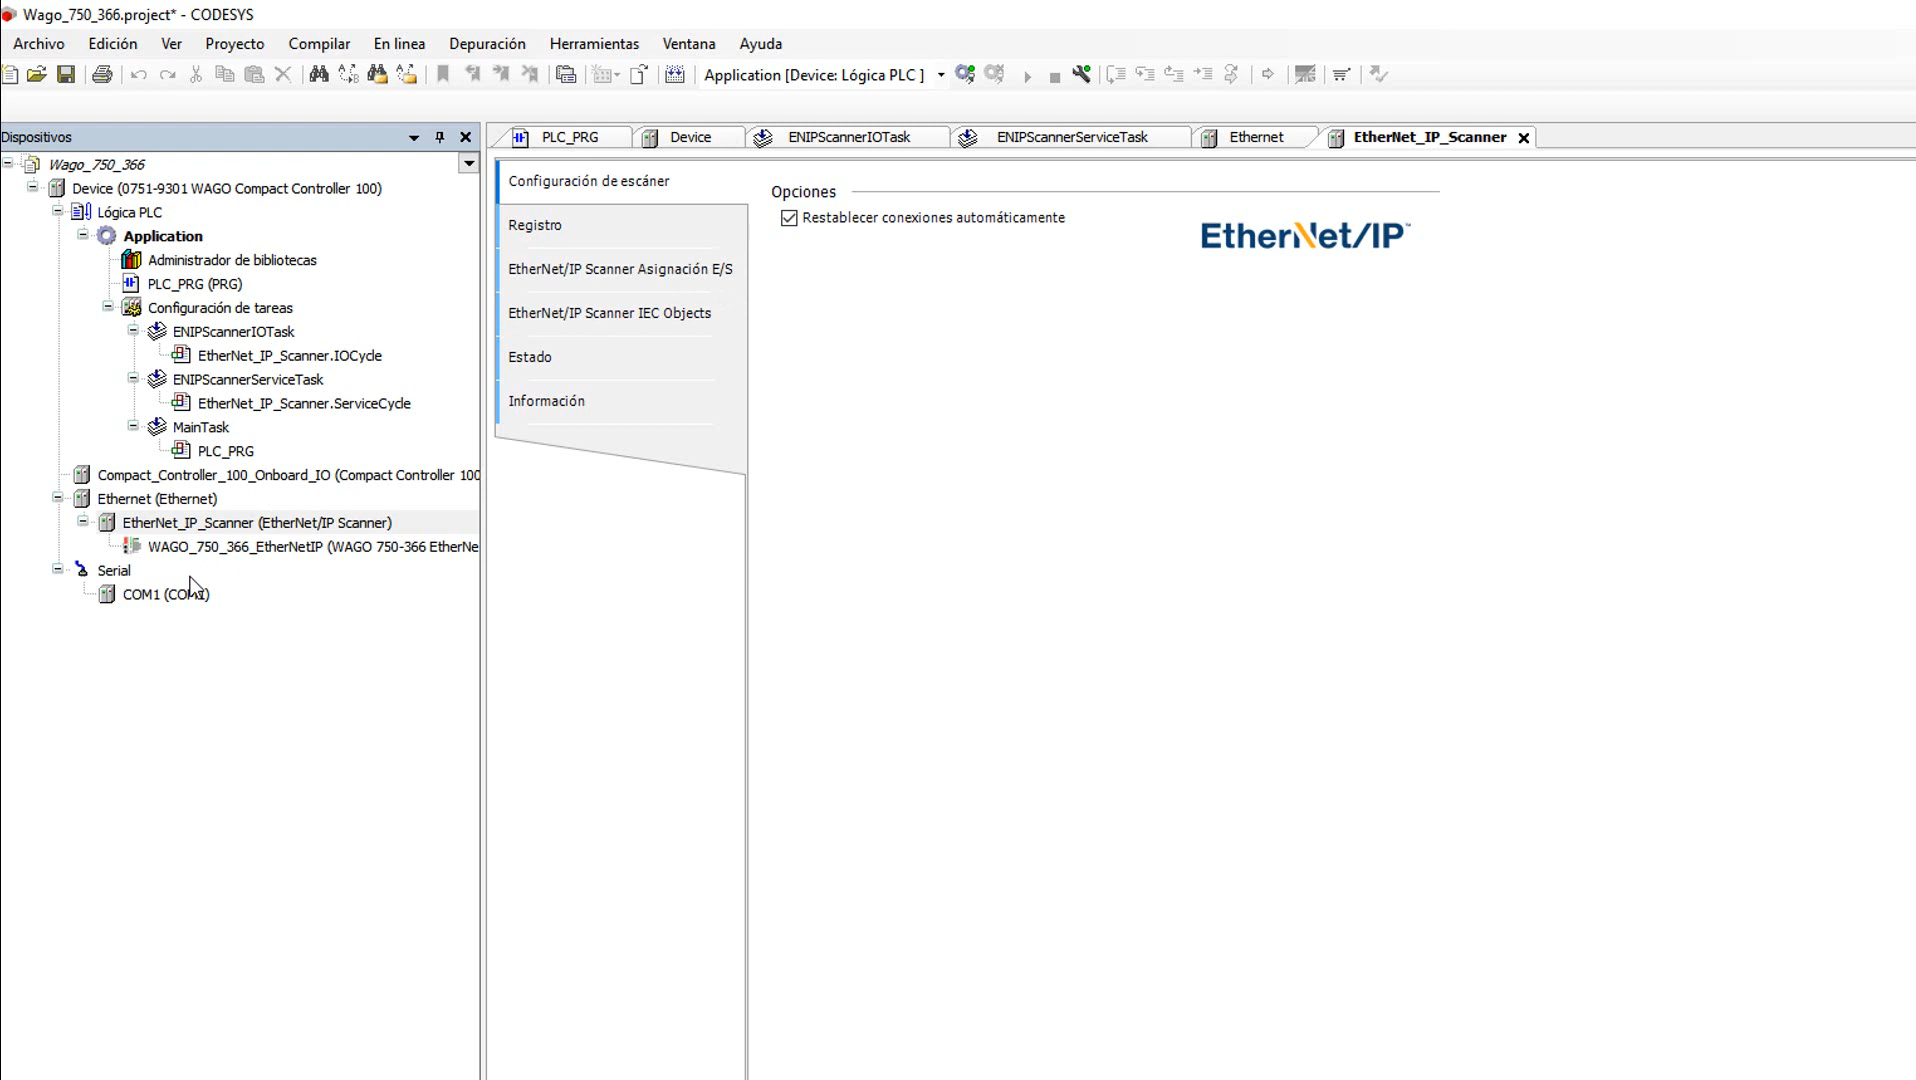 Wago_750_366.project* - CODESYS
Archivo Edición Ver Proyecto Compilar En linea Depuración Herramientas Ventana Ayuda
Application [Device: Lógica PLC ]
Dispositivos
PLC_PRG Device ENIPScannerIOTask ENIPScannerServiceTask Ethernet EtherNet_IP_Scanner
Wago_750_366
Device (0751-9301 WAGO Compact Controller 100)
Lógica PLC
Application
Administrador de bibliotecas
PLC_PRG (PRG)
Configuración de tareas
ENIPScannerIOTask
EtherNet_IP_Scanner.IOCycle
ENIPScannerServiceTask
EtherNet_IP_Scanner.ServiceCycle
MainTask
PLC_PRG
Compact_Controller_100_Onboard_IO (Compact Controller 100
Ethernet (Ethernet)
EtherNet_IP_Scanner (EtherNet/IP Scanner)
WAGO_750_366_EtherNetIP (WAGO 750-366 EtherNe
Serial
COM1 (COM1)
Configuración de escáner
Registro
EtherNet/IP Scanner Asignación E/S
EtherNet/IP Scanner IEC Objects
Estado
Información
Opciones
Restablecer conexiones automáticamente
EtherNet/IP™